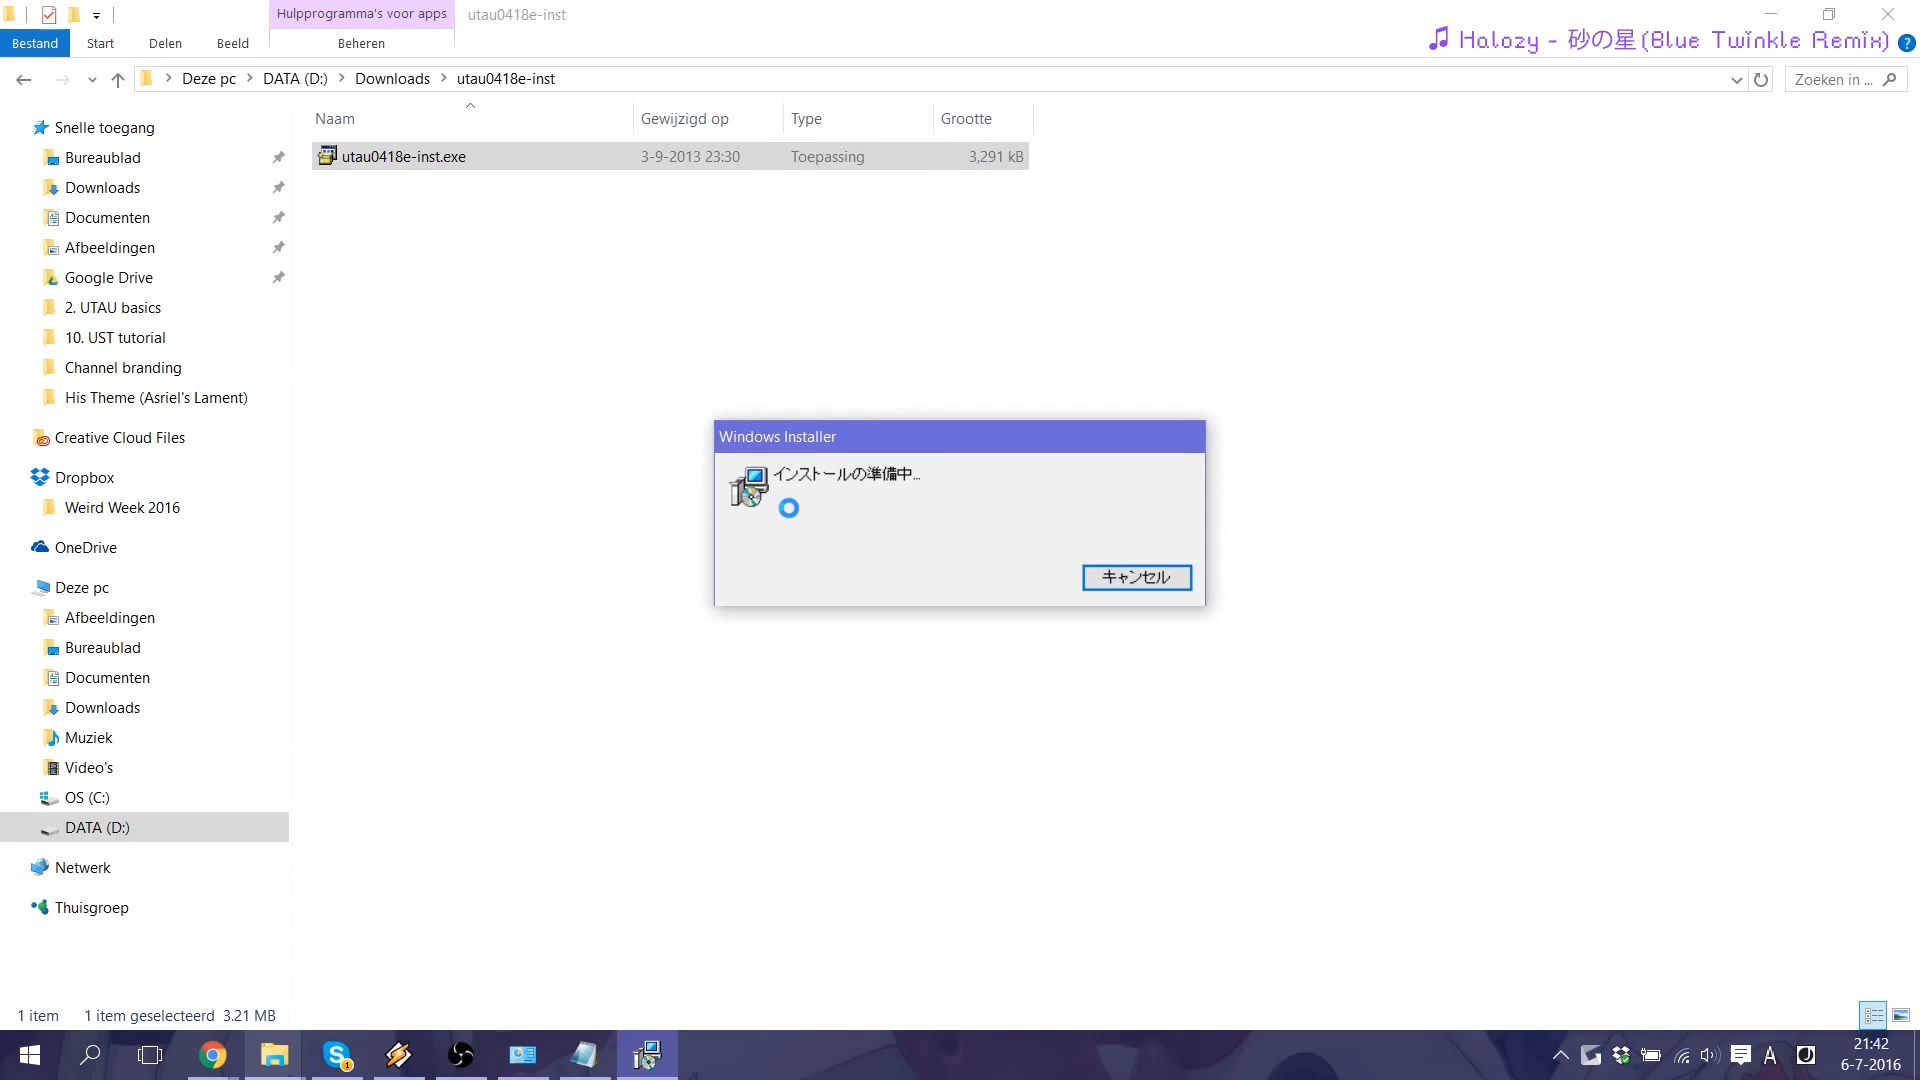 Hulpprogramma's voor apps
utau0418e-inst
Bestand
Start
Delen
Beeld
Beheren
Halozy - 砂の星(Blue Twinkle Remix)
Deze pc
DATA (D:)
Downloads
utau0418e-inst
Zoeken in ...
Naam
Gewijzigd op
Type
Grootte
utau0418e-inst.exe
3-9-2013 23:30
Toepassing
3,291 kB
Snelle toegang
Bureaublad
Downloads
Documenten
Afbeeldingen
Google Drive
2. UTAU basics
10. UST tutorial
Channel branding
His Theme (Asriel's Lament)
Creative Cloud Files
Dropbox
Weird Week 2016
OneDrive
Deze pc
Afbeeldingen
Bureaublad
Documenten
Downloads
Muziek
Video's
OS (C:)
DATA (D:)
Netwerk
Thuisgroep
Windows Installer
インストールの準備中...
キャンセル
1 item
1 item geselecteerd 3.21 MB
1
A
21:42
6-7-2016